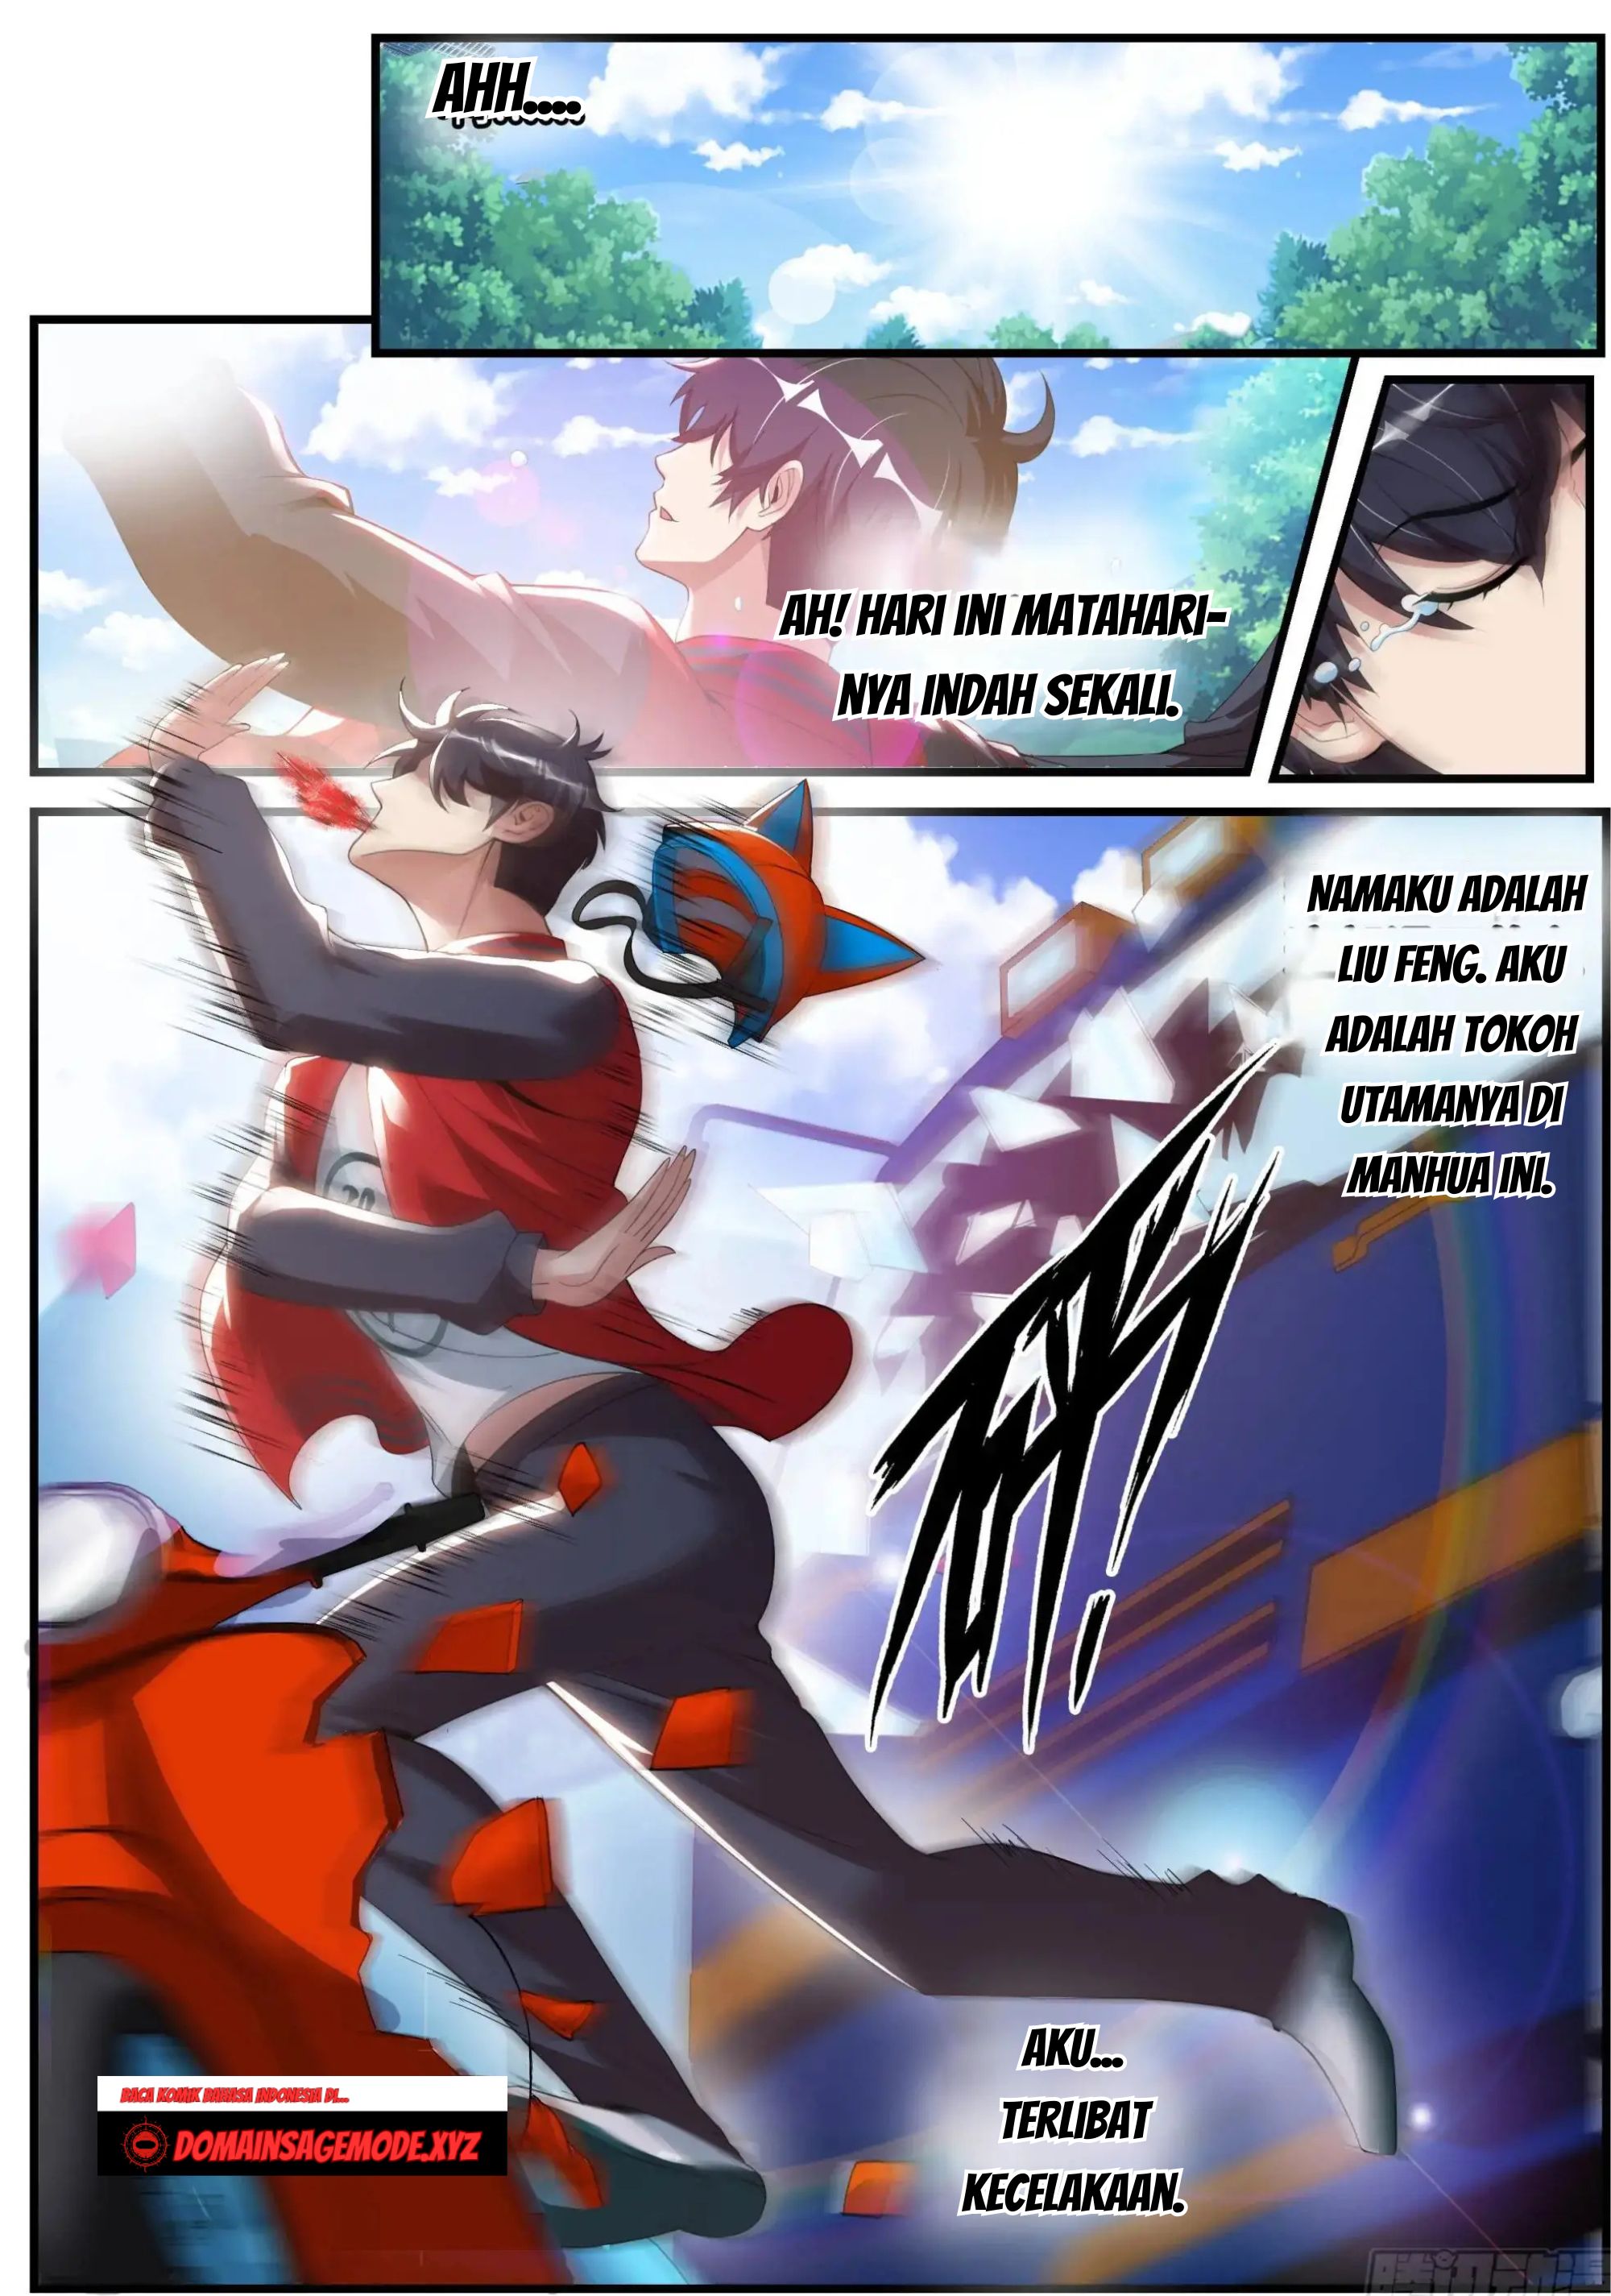 AHH....
AH! HARI INI MATAHARI-
NYA INDAH SEKALI.
NAMAKU ADALAH
LIU FENG. AKU
ADALAH TOKOH
UTAMANYA DI
MANHUA INI.
AKU...
TERLIBAT
KECELAKAAN.
BACA KOMIK BAHASA INDONESIA DI...
DOMAINSAGEMODE.XYZ